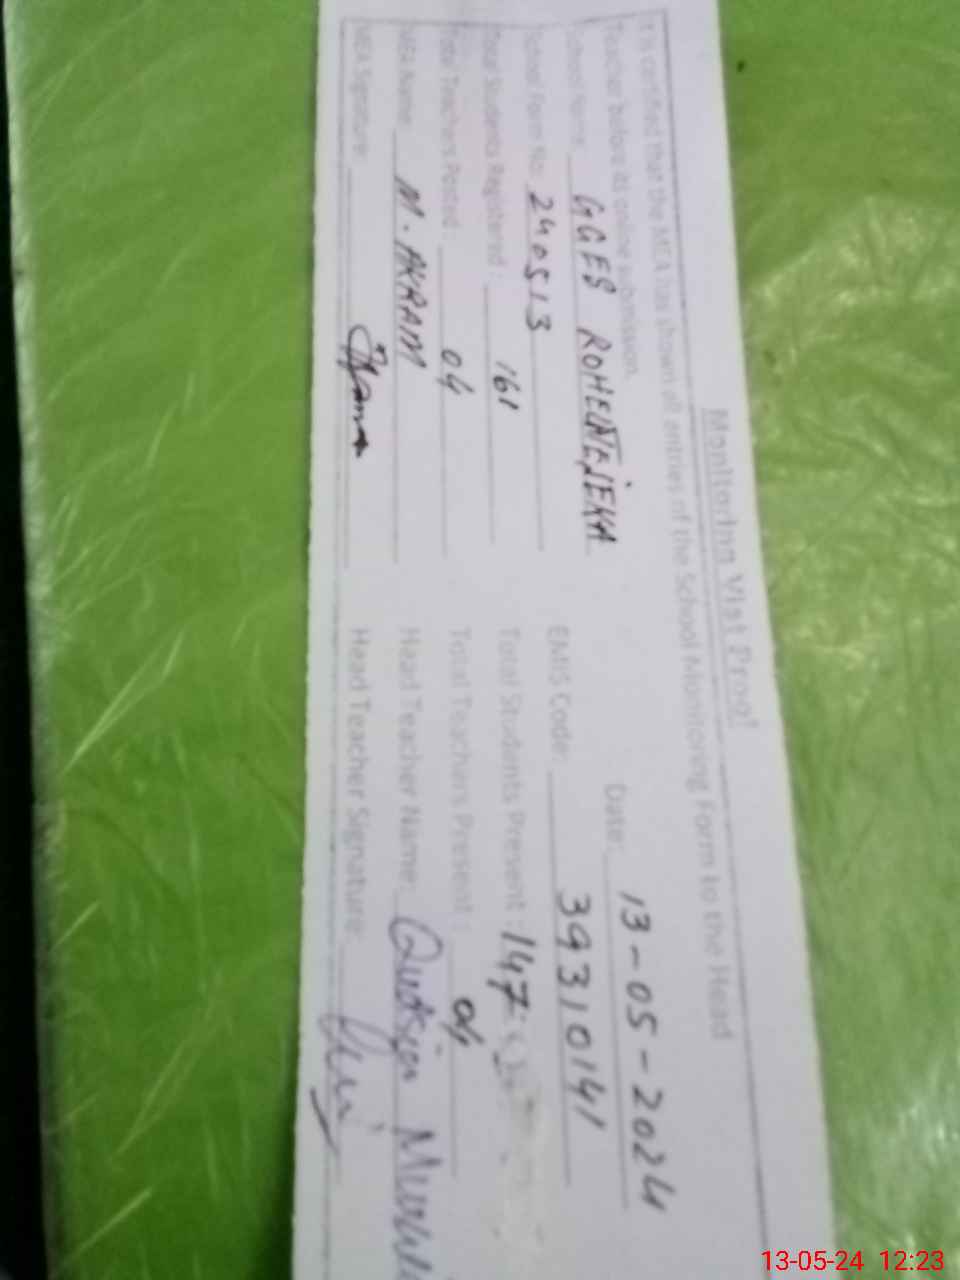 Monitoring Visit Proof
It is certified that the MEA has shown all entries of the School Monitoring Form to the Head
Teacher before its online submission.
Date: 13-05-2024
School Name: GGES
School Form No: 240513 EMIS Code: 39310141
Total Students Registered: 161 Total Students Present: 147
Total Teachers Posted: 04 Total Teachers Present: 04
MEA Name: M. AKRAM Head Teacher Name:
MEA Signature: Head Teacher Signature:
13-05-24 12:23